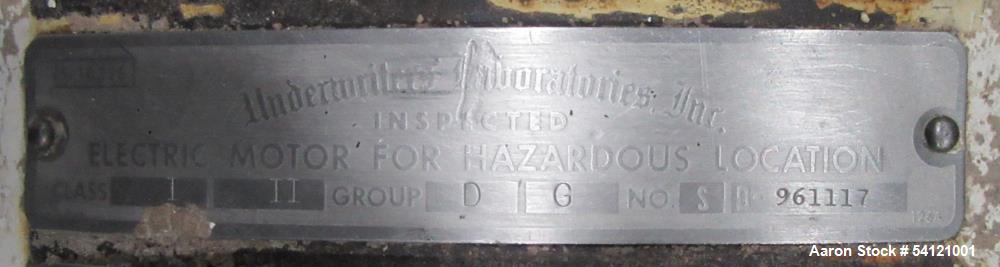 Underwriters' Laboratories, Inc.
INSPECTED
ELECTRIC MOTOR FOR HAZARDOUS LOCATION
CLASS I II GROUP D G NO. S 961117
Aaron Stock # 54121001